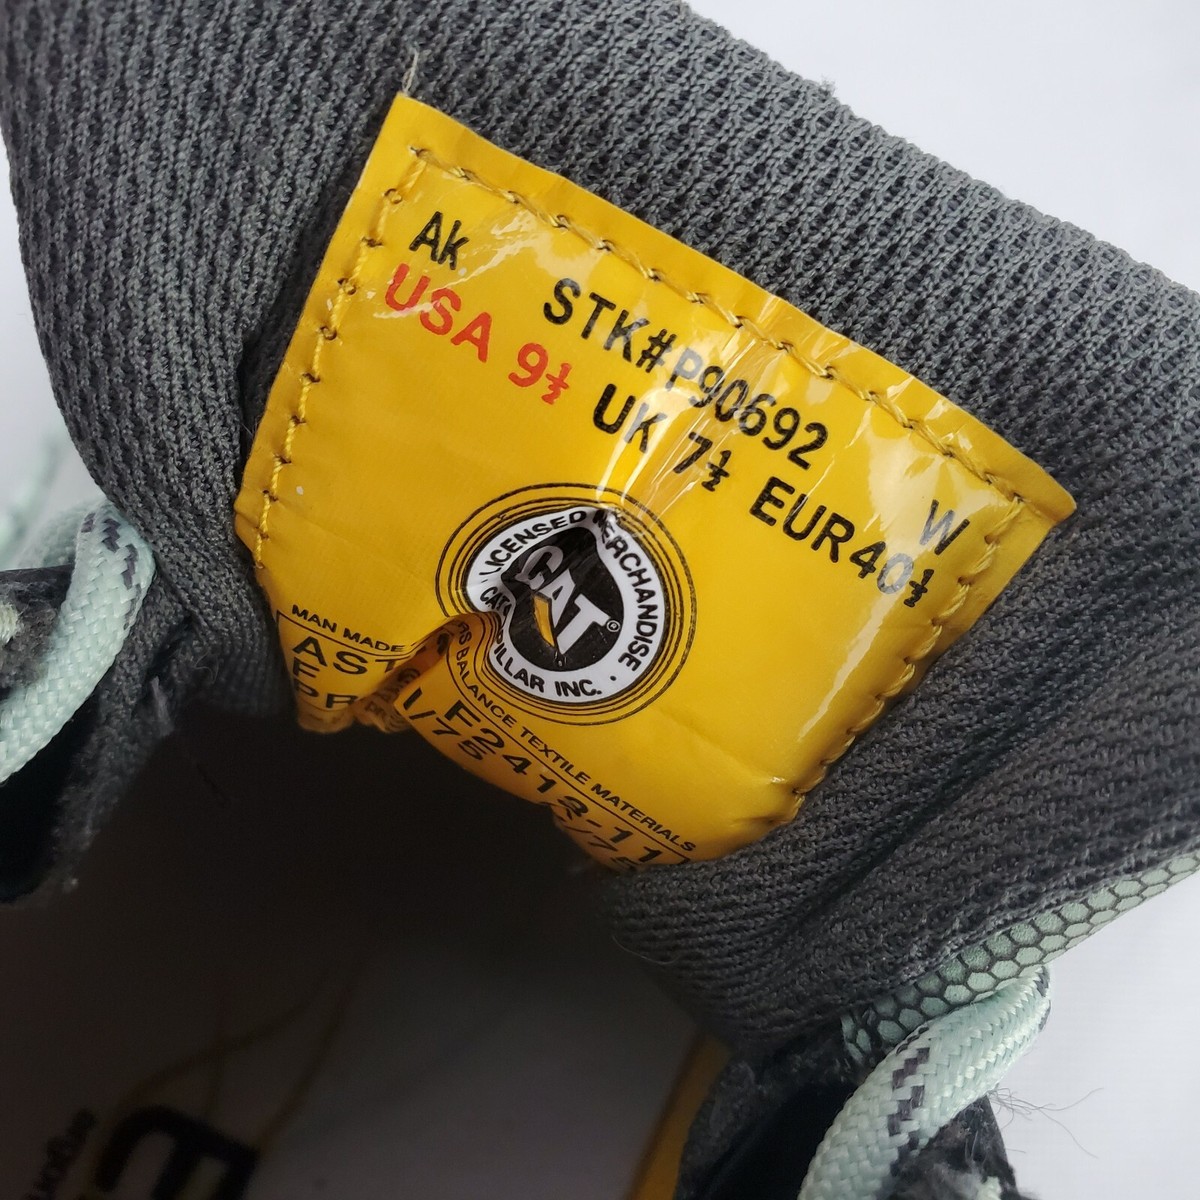 Ak STK#P90692 W
USA 9½ UK 7½ EUR40½
LICENSED MERCHANDISE
CAT®
INC.
MAN MADE
BALANCE TEXTILE MATERIALS
F2413-11
I/75